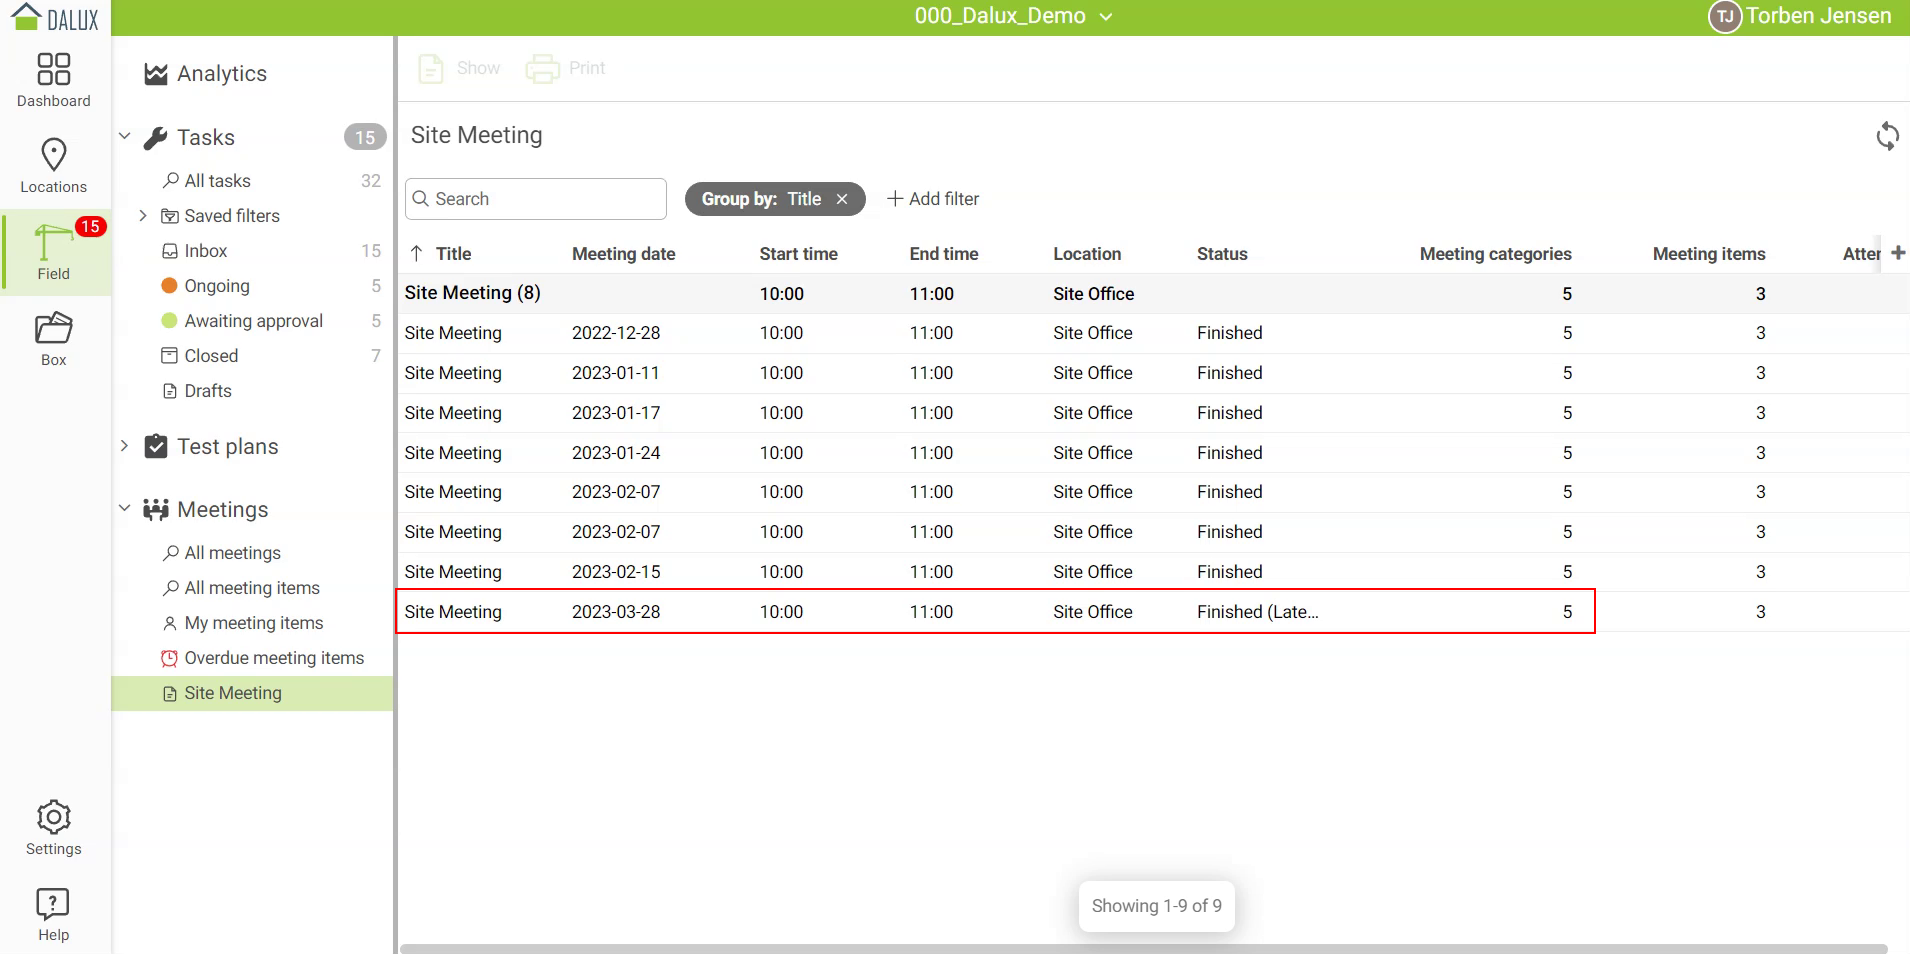 DALUX
000_Dalux_Demo
TJ Torben Jensen
Dashboard
Locations
15
Field
Box
Settings
Help
Analytics
Tasks 15
All tasks 32
Saved filters
Inbox 15
Ongoing 5
Awaiting approval 5
Closed 7
Drafts
Test plans
Meetings
All meetings
All meeting items
My meeting items
Overdue meeting items
Site Meeting
Show Print
Site Meeting
Search Group by: Title Add filter
Title Meeting date Start time End time Location Status Meeting categories Meeting items Atter
Site Meeting (8) 10:00 11:00 Site Office 5 3
Site Meeting 2022-12-28 10:00 11:00 Site Office Finished 5 3
Site Meeting 2023-01-11 10:00 11:00 Site Office Finished 5 3
Site Meeting 2023-01-17 10:00 11:00 Site Office Finished 5 3
Site Meeting 2023-01-24 10:00 11:00 Site Office Finished 5 3
Site Meeting 2023-02-07 10:00 11:00 Site Office Finished 5 3
Site Meeting 2023-02-07 10:00 11:00 Site Office Finished 5 3
Site Meeting 2023-02-15 10:00 11:00 Site Office Finished 5 3
Site Meeting 2023-03-28 10:00 11:00 Site Office Finished (Late... 5 3
Showing 1-9 of 9